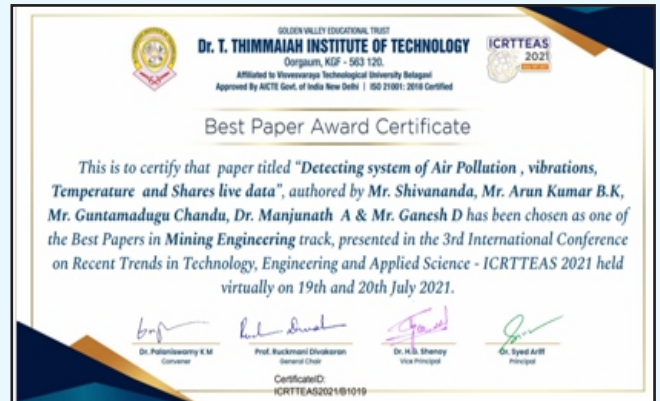 GOLDEN VALLEY EDUCATIONAL TRUST
Dr. T. THIMMAIAH INSTITUTE OF TECHNOLOGY
Oorgaum, KGF - 563 120.
Affiliated to Visvesvaraya Technological University Belagavi
Approved By AICTE Govt. of India New Delhi | ISO 21001: 2018 Certified
ICRTTEAS
2021
Best Paper Award Certificate
This is to certify that paper titled “Detecting system of Air Pollution , vibrations,
Temperature and Shares live data”, authored by Mr. Shivananda, Mr. Arun Kumar B.K,
Mr. Guntamadugu Chandu, Dr. Manjunath A & Mr. Ganesh D has been chosen as one of
the Best Papers in Mining Engineering track, presented in the 3rd International Conference
on Recent Trends in Technology, Engineering and Applied Science - ICRTTEAS 2021 held
virtually on 19th and 20th July 2021.
Dr. Palaniswamy K M
Convener
Prof. Ruckmani Divakaran
General Chair
Dr. H.G. Shenoy
Vice Principal
Dr. Syed Ariff
Principal
CertificateID:
ICRTTEAS2021/B1019